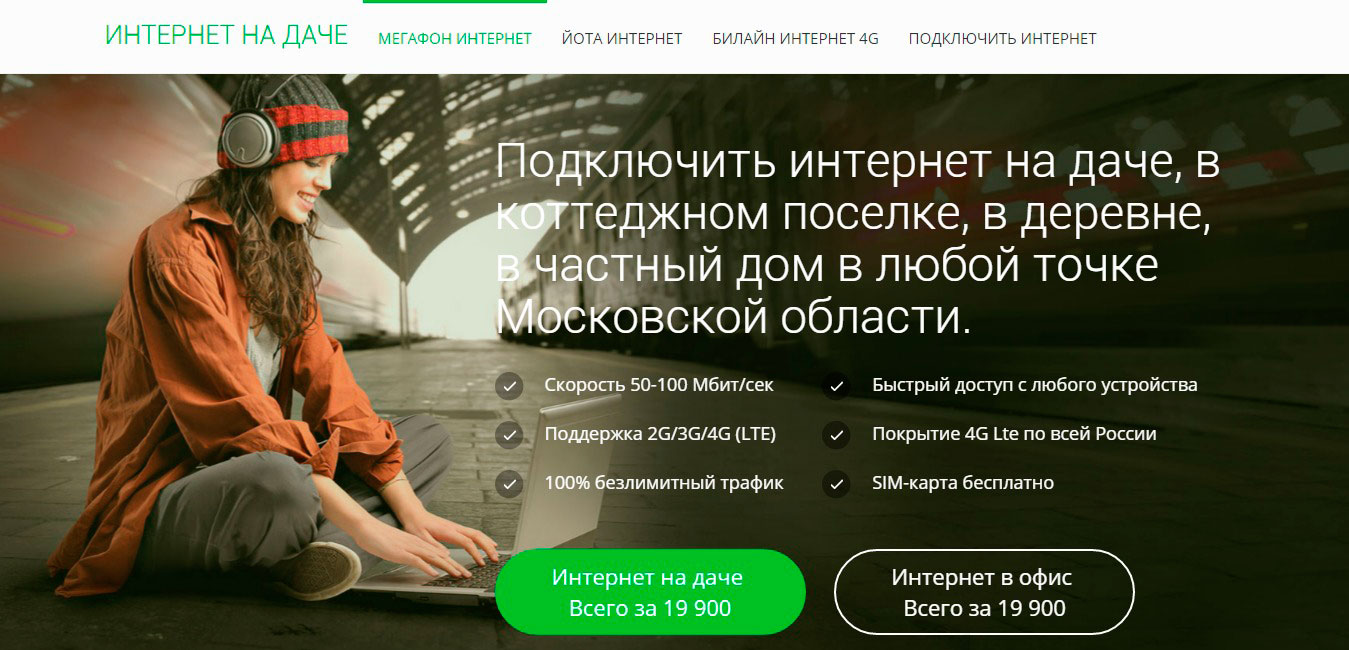 ИНТЕРНЕТ НА ДАЧЕ
МЕГАФОН ИНТЕРНЕТ
ЙОТА ИНТЕРНЕТ
БИЛАЙН ИНТЕРНЕТ 4G
ПОДКЛЮЧИТЬ ИНТЕРНЕТ
Подключить интернет на даче, в
коттеджном поселке, в деревне,
в частный дом в любой точке
Московской области.
Скорость 50-100 Мбит/сек
Быстрый доступ с любого устройства
Поддержка 2G/3G/4G (LTE)
Покрытие 4G Lte по всей России
100% безлимитный трафик
SIM-карта бесплатно
Интернет на даче
Всего за 19 900
Интернет в офис
Всего за 19 900